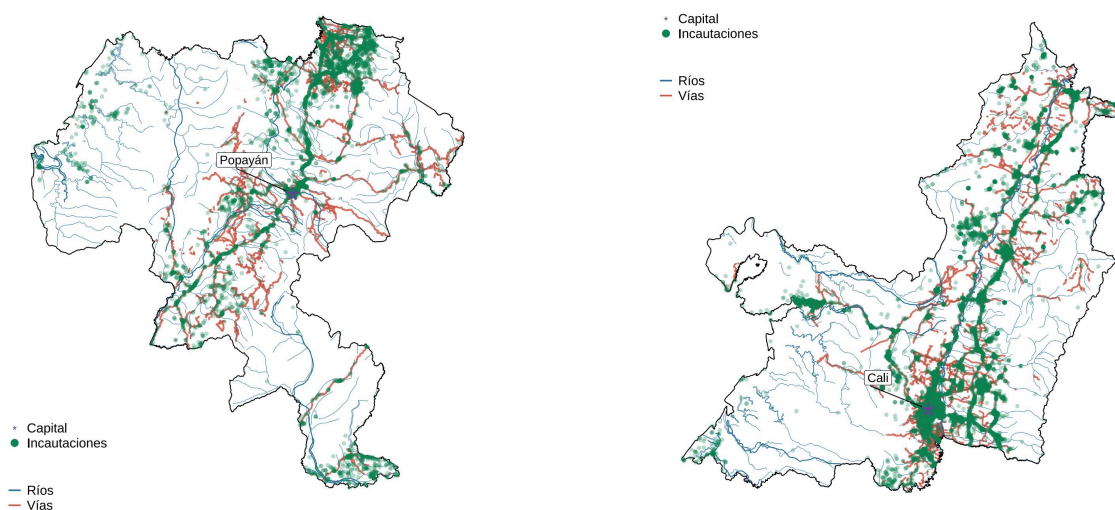 Popayán
Capital
Incautaciones
Ríos
Vías
Capital
Incautaciones
Ríos
Vías
Cali